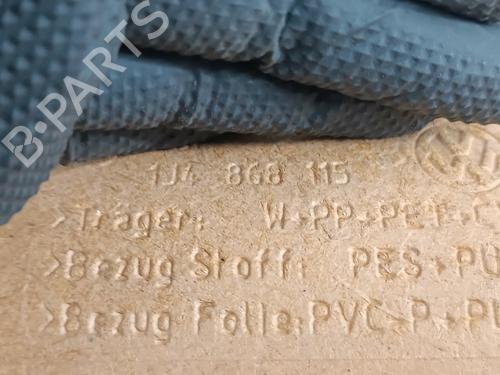 B-PARTS
1J4 868 115
>Träger: W+PP+PET+
>Bezug Stoff: PES+PU
>Bezug Folie:PVC-P+PU